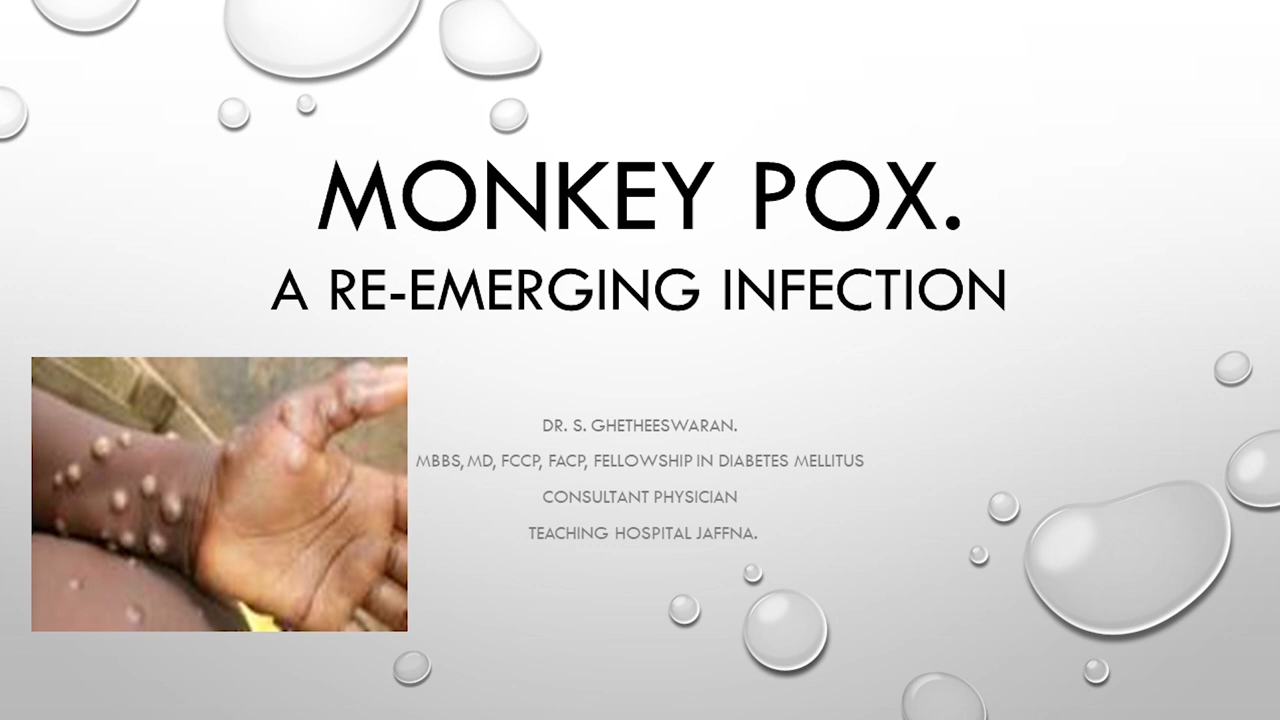 MONKEY POX.
A RE-EMERGING INFECTION
DR. S. GHETHEESWARAN.
MBBS, MD, FCCP, FACP, FELLOWSHIP IN DIABETES MELLITUS
CONSULTANT PHYSICIAN
TEACHING HOSPITAL JAFFNA.